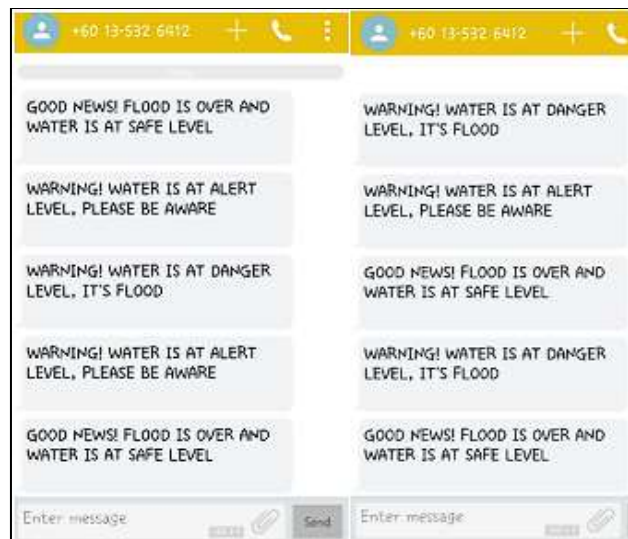 +60 13-532 6412
GOOD NEWS! FLOOD IS OVER AND
WATER IS AT SAFE LEVEL
WARNING! WATER IS AT ALERT
LEVEL, PLEASE BE AWARE
WARNING! WATER IS AT DANGER
LEVEL, IT'S FLOOD
WARNING! WATER IS AT ALERT
LEVEL, PLEASE BE AWARE
GOOD NEWS! FLOOD IS OVER AND
WATER IS AT SAFE LEVEL
Enter message
Send
+60 13-532 6412
WARNING! WATER IS AT DANGER
LEVEL, IT'S FLOOD
WARNING! WATER IS AT ALERT
LEVEL, PLEASE BE AWARE
GOOD NEWS! FLOOD IS OVER AND
WATER IS AT SAFE LEVEL
WARNING! WATER IS AT DANGER
LEVEL, IT'S FLOOD
GOOD NEWS! FLOOD IS OVER AND
WATER IS AT SAFE LEVEL
Enter message